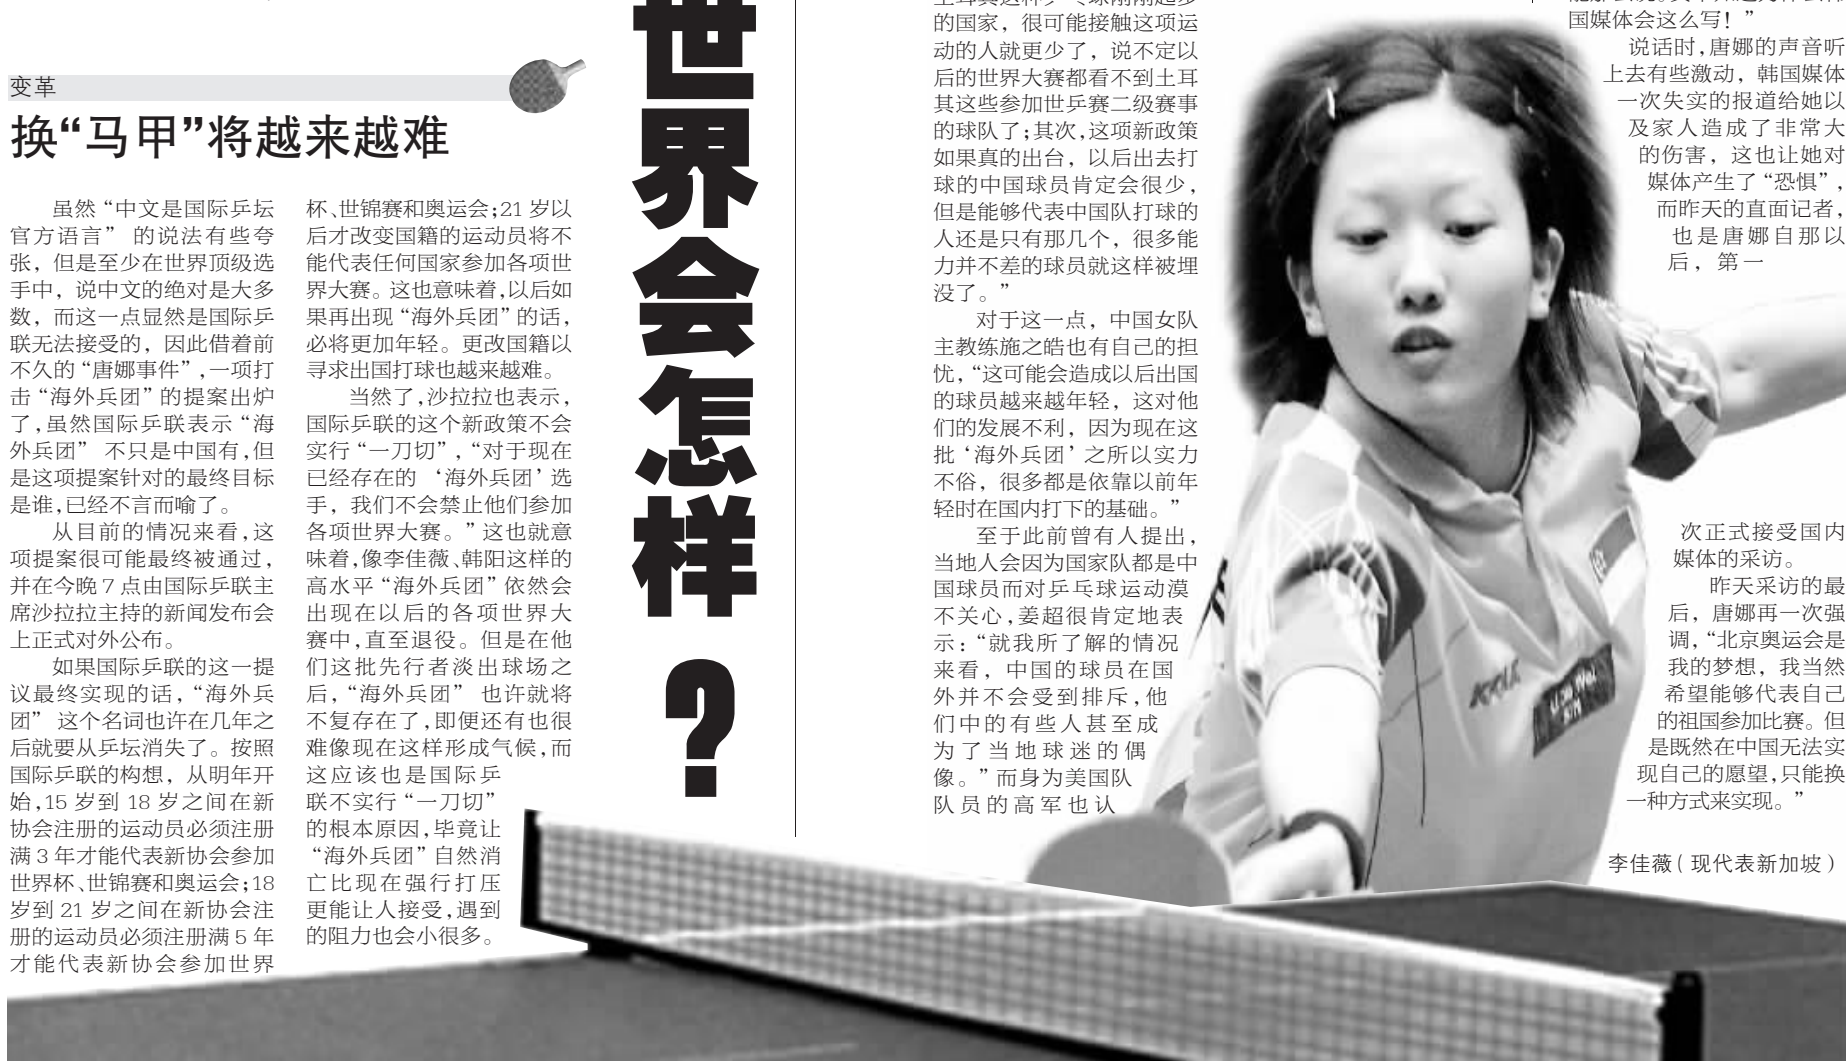 变革
换“马甲”将越来越难
虽然“中文是国际乒坛
官方语言”的说法有些夸
张，但是至少在世界顶级选
手中，说中文的绝对是大多
数，而这一点显然是国际乒
联无法接受的，因此借着前
不久的“唐娜事件”，一项打
击“海外兵团”的提案出炉
了，虽然国际乒联表示“海
外兵团”不只是中国有，但
是这项提案针对的最终目标
是谁，已经不言而喻了。
从目前的情况来看，这
项提案很可能最终被通过，
并在今晚7点由国际乒联主
席沙拉拉主持的新闻发布会
上正式对外公布。
如果国际乒联的这一提
议最终实现的话，“海外兵
团”这个名词也许在几年之
后就要从乒坛消失了。按照
国际乒联的构想，从明年开
始，15岁到18岁之间在新
协会注册的运动员必须注册
满3年才能代表新协会参加
世界杯、世锦赛和奥运会；18
岁到21岁之间在新协会注
册的运动员必须注册满5年
才能代表新协会参加世界
杯、世锦赛和奥运会；21岁以
后才改变国籍的运动员将不
能代表任何国家参加各项世
界大赛。这也意味着，以后如
果再出现“海外兵团”的话，
必将更加年轻。更改国籍以
寻求出国打球也越来越难。
当然了，沙拉拉也表示，
国际乒联的这个新政策不会
实行“一刀切”，“对于现在
已经存在的‘海外兵团’选
手，我们不会禁止他们参加
各项世界大赛。”这也就意
味着，像李佳薇、韩阳这样的
高水平“海外兵团”依然会
出现在以后的各项世界大
赛中，直至退役。但是在他
们这批先行者淡出球场之
后，“海外兵团”也许就将
不复存在了，即便还有也很
难像现在这样形成气候，而
这应该也是国际乒
联不实行“一刀切”
的根本原因，毕竟让
“海外兵团”自然消
亡比现在强行打压
更能让人接受，遇到
的阻力也会小很多。
世界会怎样？
的国家，很可能接触这项运
动的人就更少了，说不定以
后的世界大赛都看不到土耳
其这些参加世乒赛二级赛事
的球队了；其次，这项新政策
如果真的出台，以后出去打
球的中国球员肯定会很少，
但是能够代表中国队打球的
人还是只有那几个，很多能
力并不差的球员就这样被埋
没了。”
对于这一点，中国女队
主教练施之皓也有自己的担
忧，“这可能会造成以后出国
的球员越来越年轻，这对他
们的发展不利，因为现在这
批‘海外兵团’之所以实力
不俗，很多都是依靠以前年
轻时在国内打下的基础。”
至于此前曾有人提出，
当地人会因为国家队都是中
国球员而对乒乓球运动漠
不关心，姜超很肯定地表
示：“就我所了解的情况
来看，中国的球员在国
外并不会受到排斥，他
们中的有些人甚至成
为了当地球迷的偶
像。”而身为美国队
队员的高军也认
国媒体会这么写！”
说话时，唐娜的声音听
上去有些激动，韩国媒体
一次失实的报道给她以
及家人造成了非常大
的伤害，这也让她对
媒体产生了“恐惧”，
而昨天的直面记者，
也是唐娜自那以
后，第一
次正式接受国内
媒体的采访。
昨天采访的最
后，唐娜再一次强
调，“北京奥运会是
我的梦想，我当然
希望能够代表自己
的祖国参加比赛。但
是既然在中国无法实
现自己的愿望，只能换
一种方式来实现。”
李佳薇（现代表新加坡）